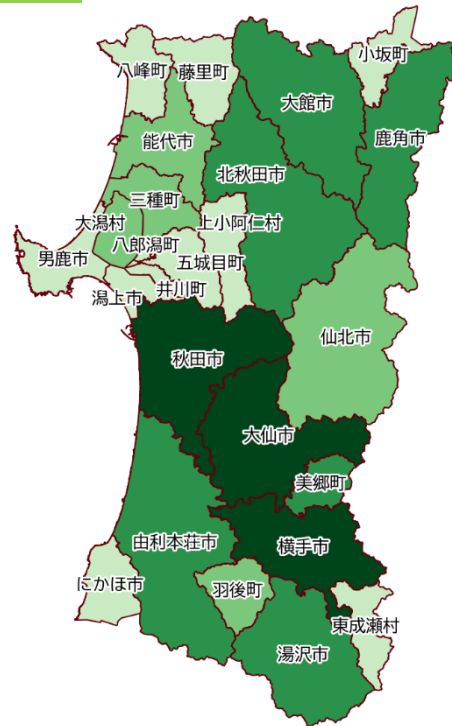 小坂町
八峰町
藤里町
大館市
鹿角市
能代市
北秋田市
三種町
大潟村
上小阿仁村
八郎潟町
男鹿市
五城目町
井川町
潟上市
仙北市
秋田市
大仙市
美郷町
由利本荘市
横手市
にかほ市
羽後町
東成瀬村
湯沢市